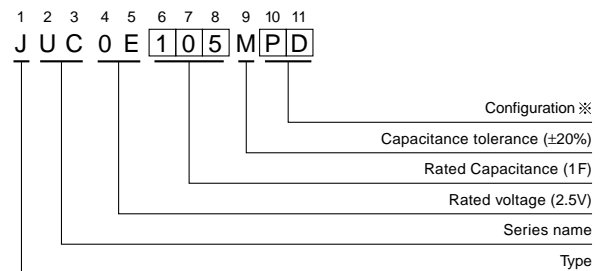 1 2 3 4 5 6 7 8 9 10 11
J U C 0 E 1 0 5 M P D
Configuration ※
Capacitance tolerance (±20%)
Rated Capacitance (1F)
Rated voltage (2.5V)
Series name
Type